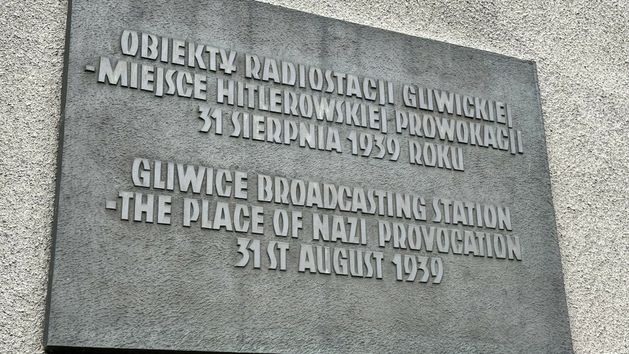 OBIEKTY RADIOSTACJI GLIWICKIEJ
-MIEJSCE HITLEROWSKIEJ PROWOKACJI
31 SIERPNIA 1939 ROKU
GLIWICE BROADCASTING STATION
-THE PLACE OF NAZI PROVOCATION
31 ST AUGUST 1939